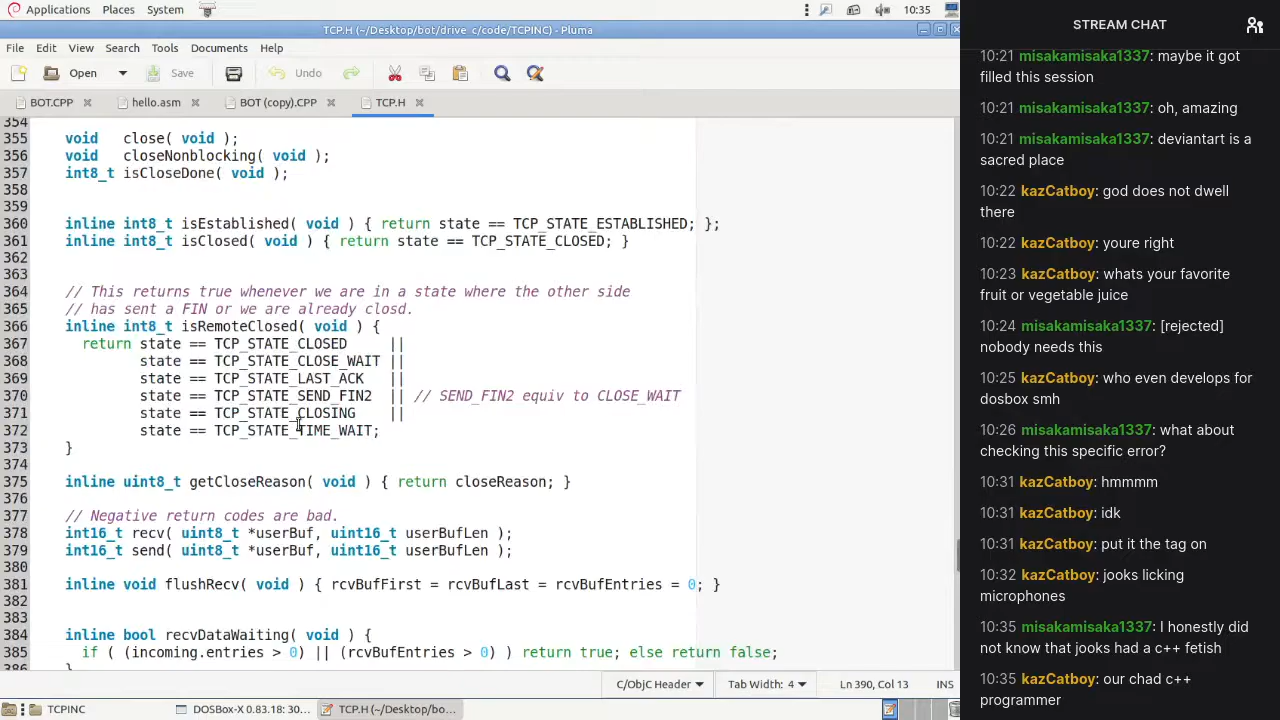 Applications Places System 10:35
TCP.H (~/Desktop/bot/drive_c/code/TCPINC) - Pluma
File Edit View Search Tools Documents Help
Open Save Undo
BOT.CPP hello.asm BOT (copy).CPP TCP.H
354
355 void close( void );
356 void closeNonblocking( void );
357 int8_t isCloseDone( void );
358
359
360 inline int8_t isEstablished( void ) { return state == TCP_STATE_ESTABLISHED; };
361 inline int8_t isClosed( void ) { return state == TCP_STATE_CLOSED; }
362
363
364 // This returns true whenever we are in a state where the other side
365 // has sent a FIN or we are already closd.
366 inline int8_t isRemoteClosed( void ) {
367 return state == TCP_STATE_CLOSED ||
368 state == TCP_STATE_CLOSE_WAIT ||
369 state == TCP_STATE_LAST_ACK ||
370 state == TCP_STATE_SEND_FIN2 || // SEND_FIN2 equiv to CLOSE_WAIT
371 state == TCP_STATE_CLOSING ||
372 state == TCP_STATE_TIME_WAIT;
373 }
374
375 inline uint8_t getCloseReason( void ) { return closeReason; }
376
377 // Negative return codes are bad.
378 int16_t recv( uint8_t *userBuf, uint16_t userBufLen );
379 int16_t send( uint8_t *userBuf, uint16_t userBufLen );
380
381 inline void flushRecv( void ) { rcvBufFirst = rcvBufLast = rcvBufEntries = 0; }
382
383
384 inline bool recvDataWaiting( void ) {
385 if ( (incoming.entries > 0) || (rcvBufEntries > 0) ) return true; else return false;
386 }
C/ObjC Header Tab Width: 4 Ln 390, Col 13 INS
TCPINC DOSBox-X 0.83.18: 30... TCP.H (~/Desktop/bo...
STREAM CHAT
10:21 misakamisaka1337: maybe it got
filled this session
10:21 misakamisaka1337: oh, amazing
10:21 misakamisaka1337: deviantart is a
sacred place
10:22 kazCatboy: god does not dwell
there
10:22 kazCatboy: youre right
10:23 kazCatboy: whats your favorite
fruit or vegetable juice
10:24 misakamisaka1337: [rejected]
nobody needs this
10:25 kazCatboy: who even develops for
dosbox smh
10:26 misakamisaka1337: what about
checking this specific error?
10:31 kazCatboy: hmmmm
10:31 kazCatboy: idk
10:31 kazCatboy: put it the tag on
10:32 kazCatboy: jooks licking
microphones
10:35 misakamisaka1337: I honestly did
not know that jooks had a c++ fetish
10:35 kazCatboy: our chad c++
programmer